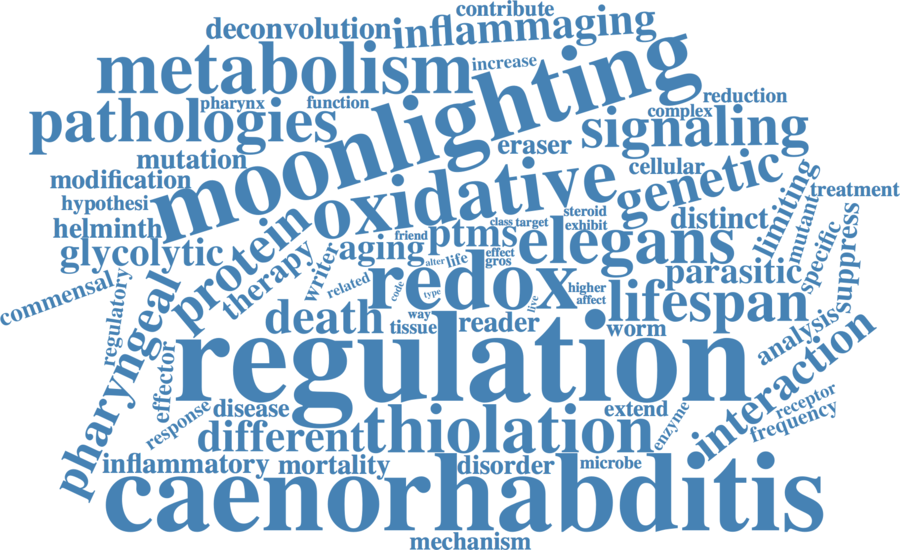 contribute
deconvolution
inflammaging
metabolism
increase
moonlighting
pharynx
function
reduction
complex
pathologies
signaling
eraser
mutation
cellular
genetic
modification
oxidative
treatment
hypothesi
steroid
limiting
class
target
exhibit
distinct
mutant
helminth
protein
friend
ptms
elegans
specific
suppress
glycolytic
aging
effect
therapy
writer
alter
life
gros
parasitic
commensal
regulatory
related
code
type
redox
higher
affect
live
lifespan
pharyngeal
death
way
tissue
reader
worm
analysis
regulation
interaction
effector
response
disease
extend
enzyme
receptor
frequency
different
thiolation
inflammatory
mortality
disorder
microbe
caenorhabditis
mechanism